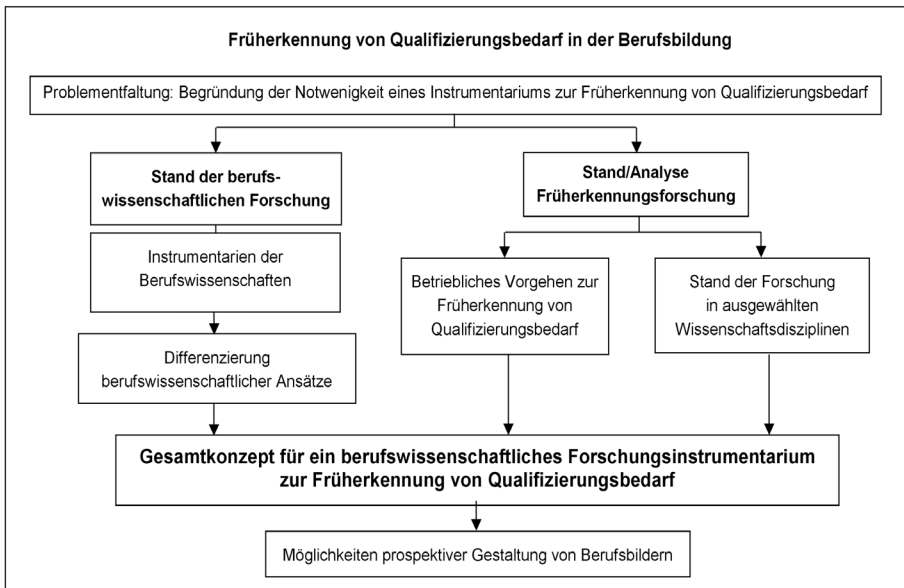 Früherkennung von Qualifizierungsbedarf in der Berufsbildung
Problementfaltung: Begründung der Notwenigkeit eines Instrumentariums zur Früherkennung von Qualifizierungsbedarf
Stand der berufs-
wissenschaftlichen Forschung
Stand/Analyse
Früherkennungsforschung
Instrumentarien der
Berufswissenschaften
Betriebliches Vorgehen zur
Früherkennung von
Qualifizierungsbedarf
Stand der Forschung
in ausgewählten
Wissenschaftsdisziplinen
Differenzierung
berufswissenschaftlicher Ansätze
Gesamtkonzept für ein berufswissenschaftliches Forschungsinstrumentarium
zur Früherkennung von Qualifizierungsbedarf
Möglichkeiten prospektiver Gestaltung von Berufsbildern